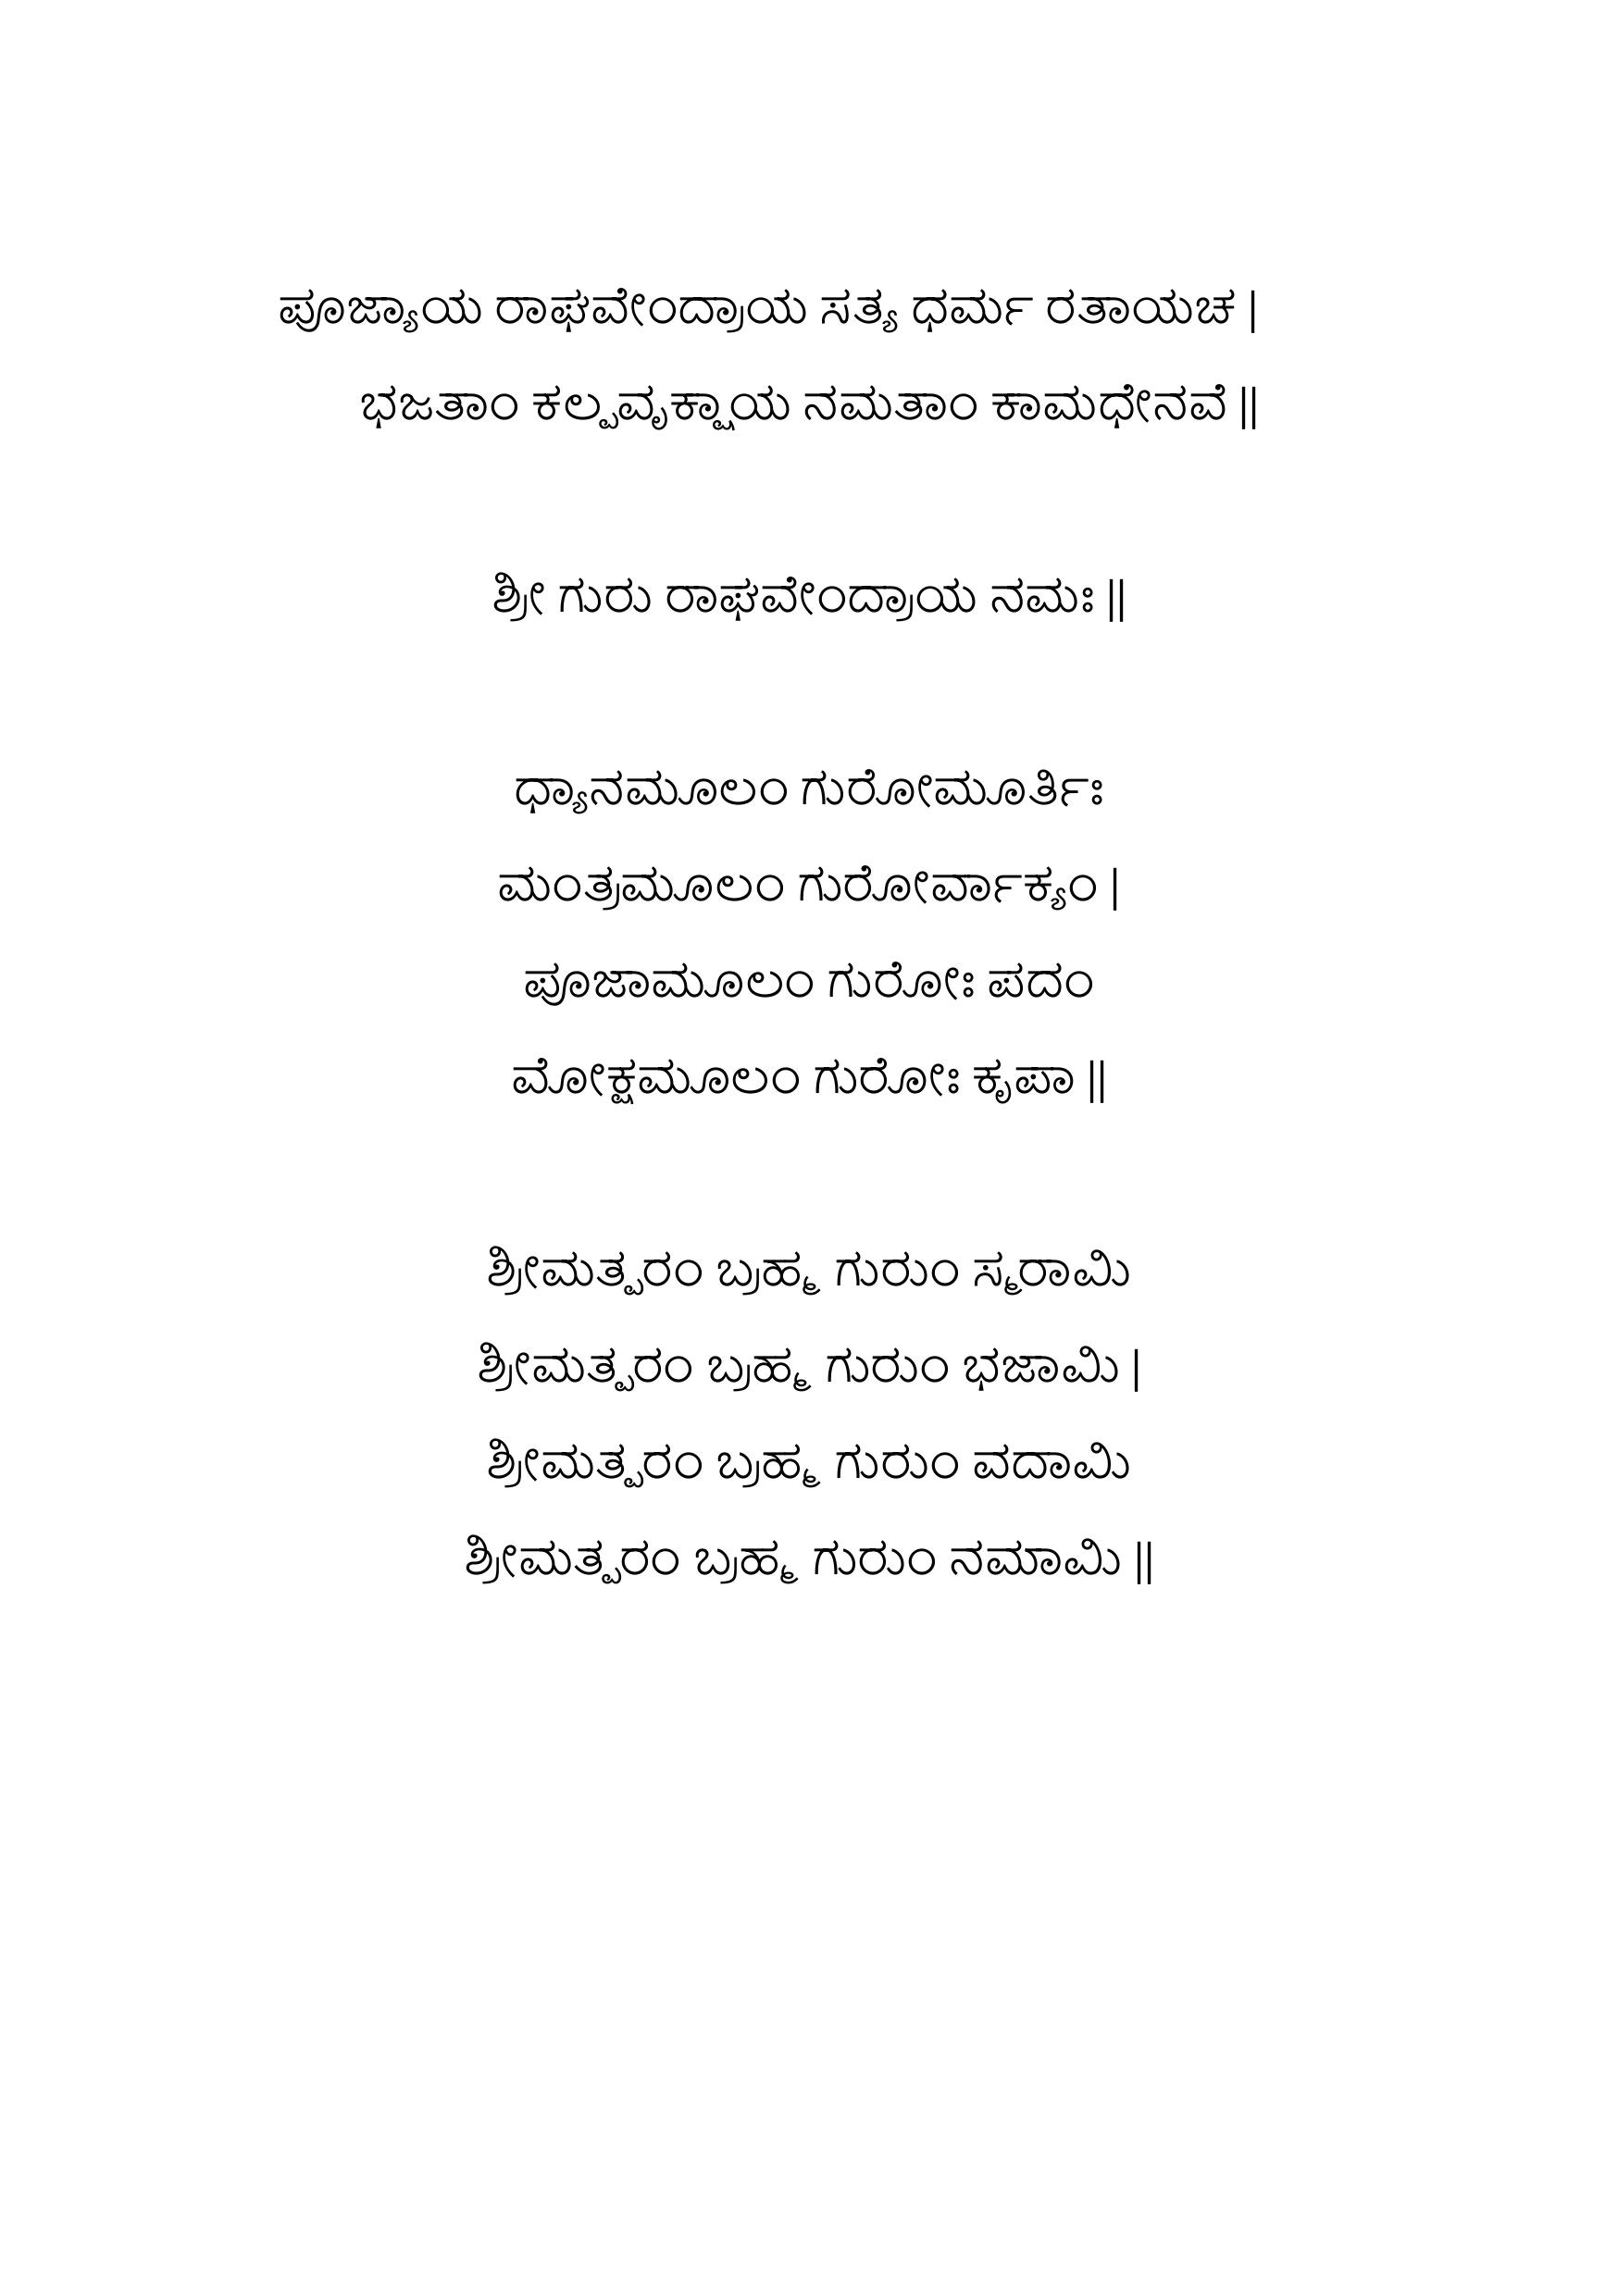 ಪೂಜ್ಯಾಯ ರಾಘವೇಂದ್ರಾಯ ಸತ್ಯ ಧರ್ಮ ರತಾಯಚ |
ಭಜತಾಂ ಕಲ್ಪವೃಕ್ಷಾಯ ನಮತಾಂ ಕಾಮಧೇನವೆ ||
ಶ್ರೀ ಗುರು ರಾಘವೇಂದ್ರಾಯ ನಮಃ ||
ಧ್ಯಾನಮೂಲಂ ಗುರೋಮೂರ್ತಿಃ
ಮಂತ್ರಮೂಲಂ ಗುರೋರ್ವಾಕ್ಯಂ |
ಪೂಜಾಮೂಲಂ ಗುರೋಃ ಪದಂ
ಮೋಕ್ಷಮೂಲಂ ಗುರೋಃ ಕೃಪಾ ||
ಶ್ರೀಮತ್ಪರಂ ಬ್ರಹ್ಮ ಗುರುಂ ಸ್ಮರಾಮಿ
ಶ್ರೀಮತ್ಪರಂ ಬ್ರಹ್ಮ ಗುರುಂ ಭಜಾಮಿ |
ಶ್ರೀಮತ್ಪರಂ ಬ್ರಹ್ಮ ಗುರುಂ ವದಾಮಿ
ಶ್ರೀಮತ್ಪರಂ ಬ್ರಹ್ಮ ಗುರುಂ ನಮಾಮಿ ||